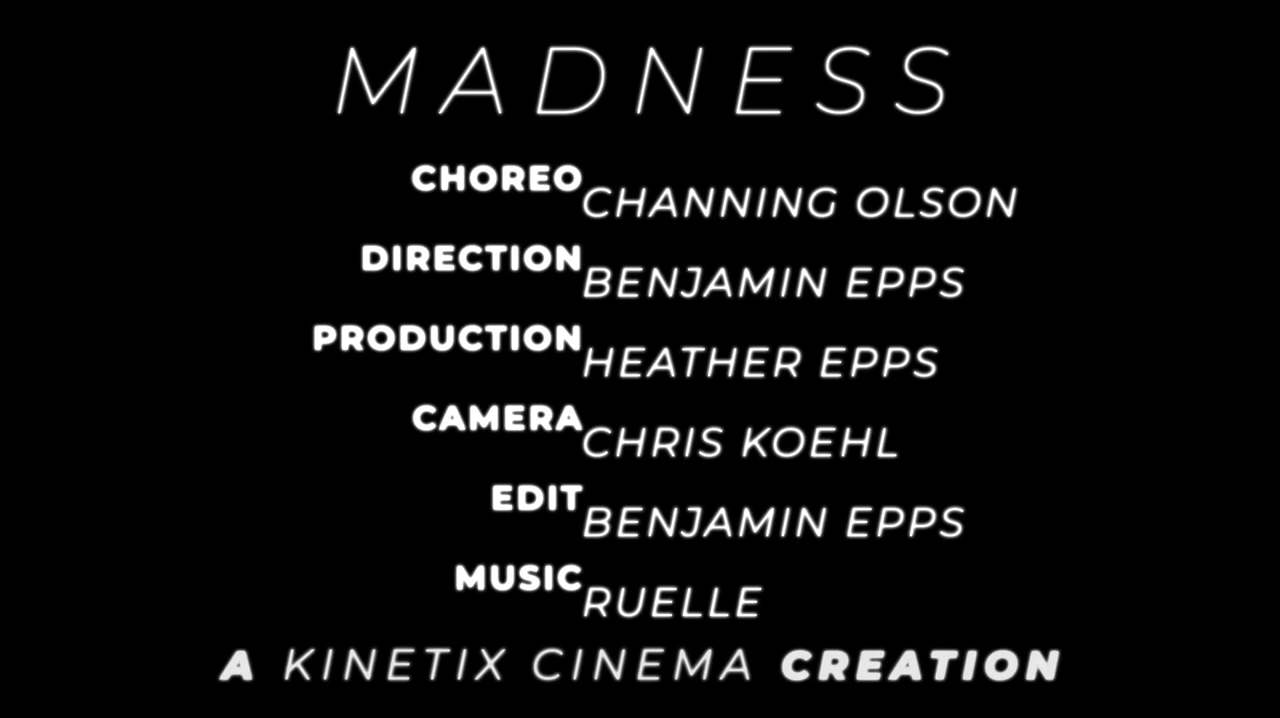 MADNESS
CHOREO CHANNING OLSON
DIRECTION BENJAMIN EPPS
PRODUCTION HEATHER EPPS
CAMERA CHRIS KOEHL
EDIT BENJAMIN EPPS
MUSIC RUELLE
A KINETIX CINEMA CREATION